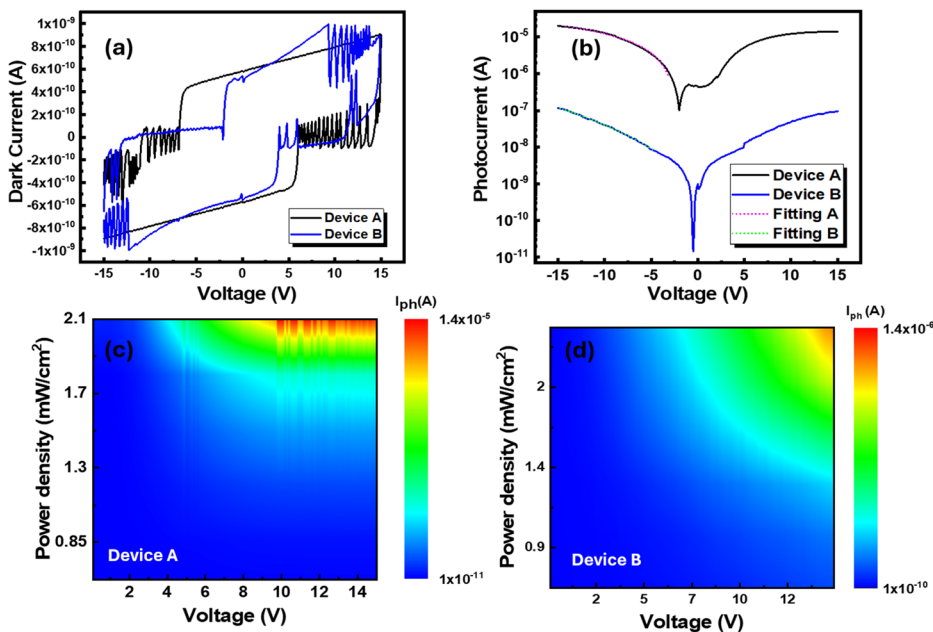 (a)
Dark Current (A)
1x10⁻⁹
8x10⁻¹⁰
6x10⁻¹⁰
4x10⁻¹⁰
2x10⁻¹⁰
0
-2x10⁻¹⁰
-4x10⁻¹⁰
-6x10⁻¹⁰
-8x10⁻¹⁰
-1x10⁻⁹
Device A
Device B
-15 -10 -5 0 5 10 15
Voltage (V)
(b)
Photocurrent (A)
10⁻⁵
10⁻⁶
10⁻⁷
10⁻⁸
10⁻⁹
10⁻¹⁰
10⁻¹¹
Device A
Device B
Fitting A
Fitting B
-15 -10 -5 0 5 10 15
Voltage (V)
(c)
Power density (mW/cm²)
2.1
1.7
1.3
0.85
Device A
2 4 6 8 10 12 14
Voltage (V)
Iₚₕ(A)
1.4x10⁻⁵
1x10⁻¹¹
(d)
Power density (mW/cm²)
2
1.4
0.9
Device B
2 5 7 10 12
Voltage (V)
Iₚₕ (A)
1.4x10⁻⁶
1x10⁻¹⁰